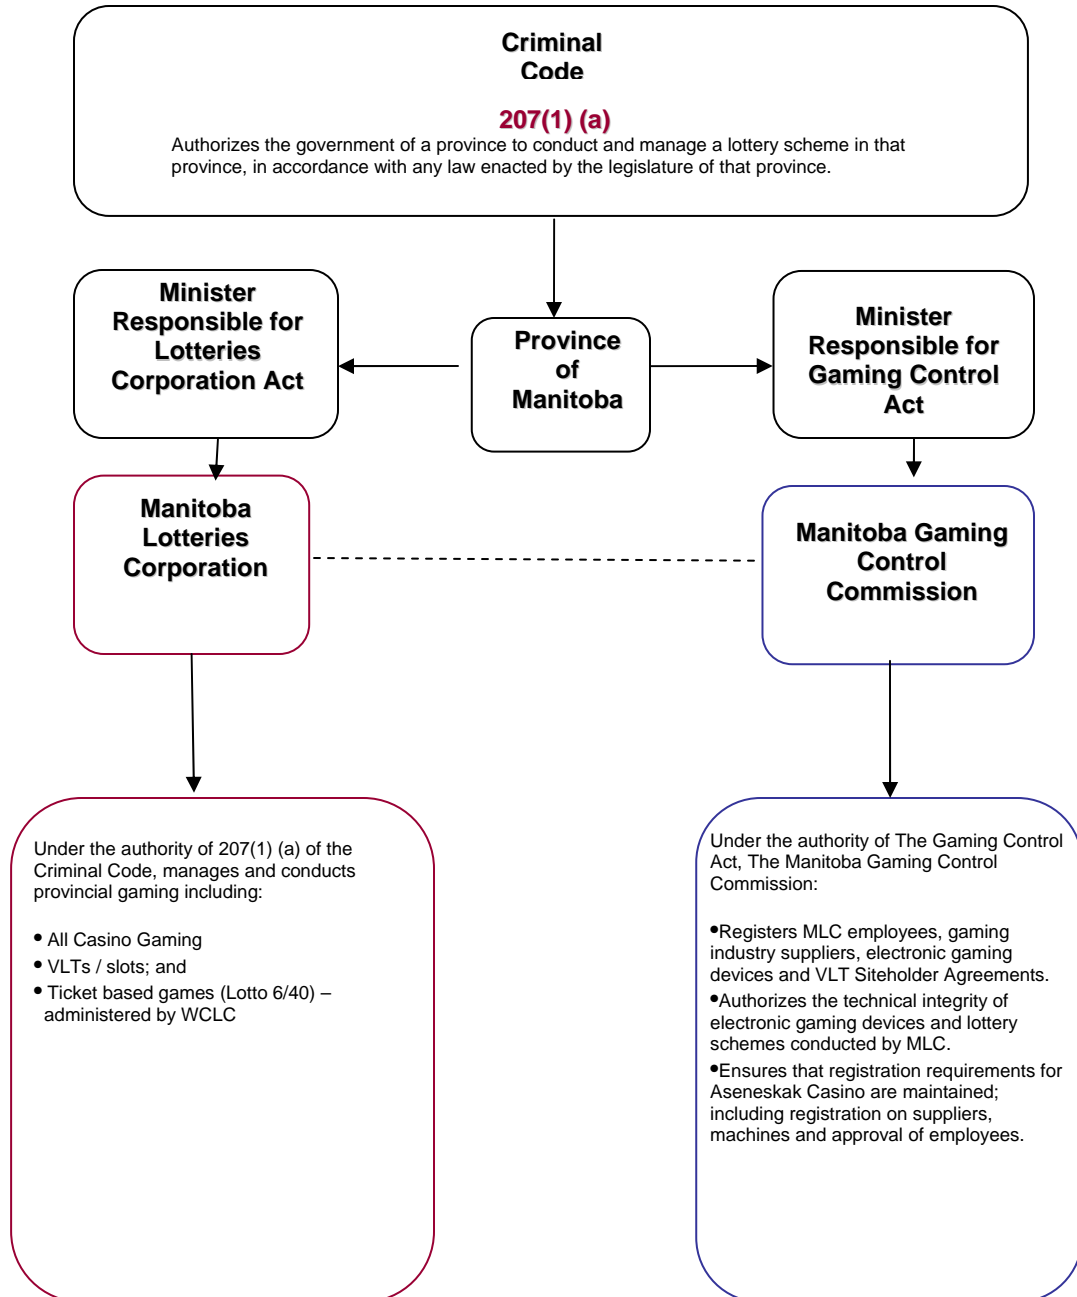 Criminal
Code
207(1) (a)
Authorizes the government of a province to conduct and manage a lottery scheme in that
province, in accordance with any law enacted by the legislature of that province.
Minister
Responsible for
Lotteries
Corporation Act
Province
of
Manitoba
Minister
Responsible for
Gaming Control
Act
Manitoba
Lotteries
Corporation
Manitoba Gaming
Control
Commission
Under the authority of 207(1) (a) of the
Criminal Code, manages and conducts
provincial gaming including:
• All Casino Gaming
• VLTs / slots; and
• Ticket based games (Lotto 6/40) –
administered by WCLC
Under the authority of The Gaming Control
Act, The Manitoba Gaming Control
Commission:
•Registers MLC employees, gaming
industry suppliers, electronic gaming
devices and VLT Siteholder Agreements.
•Authorizes the technical integrity of
electronic gaming devices and lottery
schemes conducted by MLC.
•Ensures that registration requirements for
Aseneskak Casino are maintained;
including registration on suppliers,
machines and approval of employees.